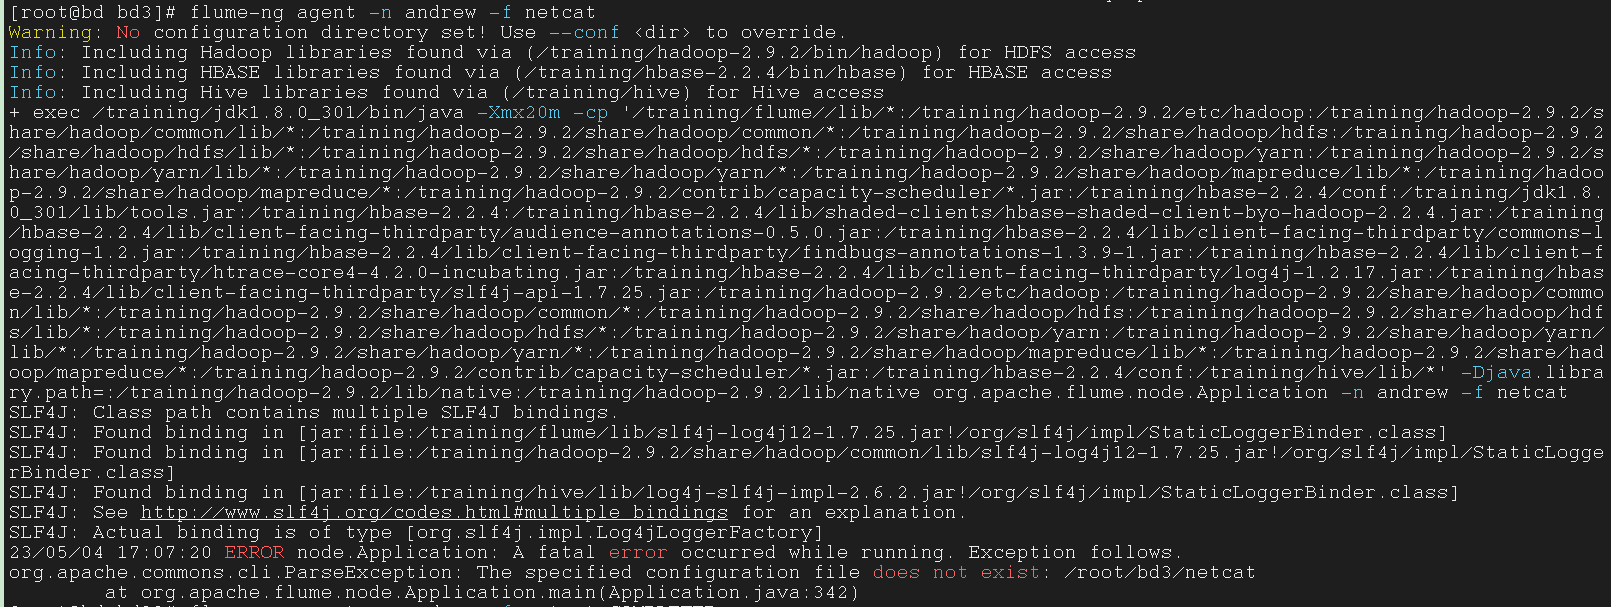 [root@bd bd3]# flume-ng agent -n andrew -f netcat
Warning: No configuration directory set! Use --conf <dir> to override.
Info: Including Hadoop libraries found via (/training/hadoop-2.9.2/bin/hadoop) for HDFS access
Info: Including HBASE libraries found via (/training/hbase-2.2.4/bin/hbase) for HBASE access
Info: Including Hive libraries found via (/training/hive) for Hive access
+ exec /training/jdk1.8.0_301/bin/java -Xmx20m -cp '/training/flume//lib/*:/training/hadoop-2.9.2/etc/hadoop:/training/hadoop-2.9.2/s
hare/hadoop/common/lib/*:/training/hadoop-2.9.2/share/hadoop/common/*:/training/hadoop-2.9.2/share/hadoop/hdfs:/training/hadoop-2.9.2
/share/hadoop/hdfs/lib/*:/training/hadoop-2.9.2/share/hadoop/hdfs/*:/training/hadoop-2.9.2/share/hadoop/yarn:/training/hadoop-2.9.2/s
hare/hadoop/yarn/lib/*:/training/hadoop-2.9.2/share/hadoop/yarn/*:/training/hadoop-2.9.2/share/hadoop/mapreduce/lib/*:/training/hadoo
p-2.9.2/share/hadoop/mapreduce/*:/training/hadoop-2.9.2/contrib/capacity-scheduler/*.jar:/training/hbase-2.2.4/conf:/training/jdk1.8.
0_301/lib/tools.jar:/training/hbase-2.2.4:/training/hbase-2.2.4/lib/shaded-clients/hbase-shaded-client-byo-hadoop-2.2.4.jar:/training
/hbase-2.2.4/lib/client-facing-thirdparty/audience-annotations-0.5.0.jar:/training/hbase-2.2.4/lib/client-facing-thirdparty/commons-l
ogging-1.2.jar:/training/hbase-2.2.4/lib/client-facing-thirdparty/findbugs-annotations-1.3.9-1.jar:/training/hbase-2.2.4/lib/client-f
acing-thirdparty/htrace-core4-4.2.0-incubating.jar:/training/hbase-2.2.4/lib/client-facing-thirdparty/log4j-1.2.17.jar:/training/hbas
e-2.2.4/lib/client-facing-thirdparty/slf4j-api-1.7.25.jar:/training/hadoop-2.9.2/etc/hadoop:/training/hadoop-2.9.2/share/hadoop/commo
n/lib/*:/training/hadoop-2.9.2/share/hadoop/common/*:/training/hadoop-2.9.2/share/hadoop/hdfs:/training/hadoop-2.9.2/share/hadoop/hdf
s/lib/*:/training/hadoop-2.9.2/share/hadoop/hdfs/*:/training/hadoop-2.9.2/share/hadoop/yarn:/training/hadoop-2.9.2/share/hadoop/yarn/
lib/*:/training/hadoop-2.9.2/share/hadoop/yarn/*:/training/hadoop-2.9.2/share/hadoop/mapreduce/lib/*:/training/hadoop-2.9.2/share/had
oop/mapreduce/*:/training/hadoop-2.9.2/contrib/capacity-scheduler/*.jar:/training/hbase-2.2.4/conf:/training/hive/lib/*' -Djava.libra
ry.path=:/training/hadoop-2.9.2/lib/native:/training/hadoop-2.9.2/lib/native org.apache.flume.node.Application -n andrew -f netcat
SLF4J: Class path contains multiple SLF4J bindings.
SLF4J: Found binding in [jar:file:/training/flume/lib/slf4j-log4j12-1.7.25.jar!/org/slf4j/impl/StaticLoggerBinder.class]
SLF4J: Found binding in [jar:file:/training/hadoop-2.9.2/share/hadoop/common/lib/slf4j-log4j12-1.7.25.jar!/org/slf4j/impl/StaticLogge
rBinder.class]
SLF4J: Found binding in [jar:file:/training/hive/lib/log4j-slf4j-impl-2.6.2.jar!/org/slf4j/impl/StaticLoggerBinder.class]
SLF4J: See http://www.slf4j.org/codes.html#multiple_bindings for an explanation.
SLF4J: Actual binding is of type [org.slf4j.impl.Log4jLoggerFactory]
23/05/04 17:07:20 ERROR node.Application: A fatal error occurred while running. Exception follows.
org.apache.commons.cli.ParseException: The specified configuration file does not exist: /root/bd3/netcat
at org.apache.flume.node.Application.main(Application.java:342)